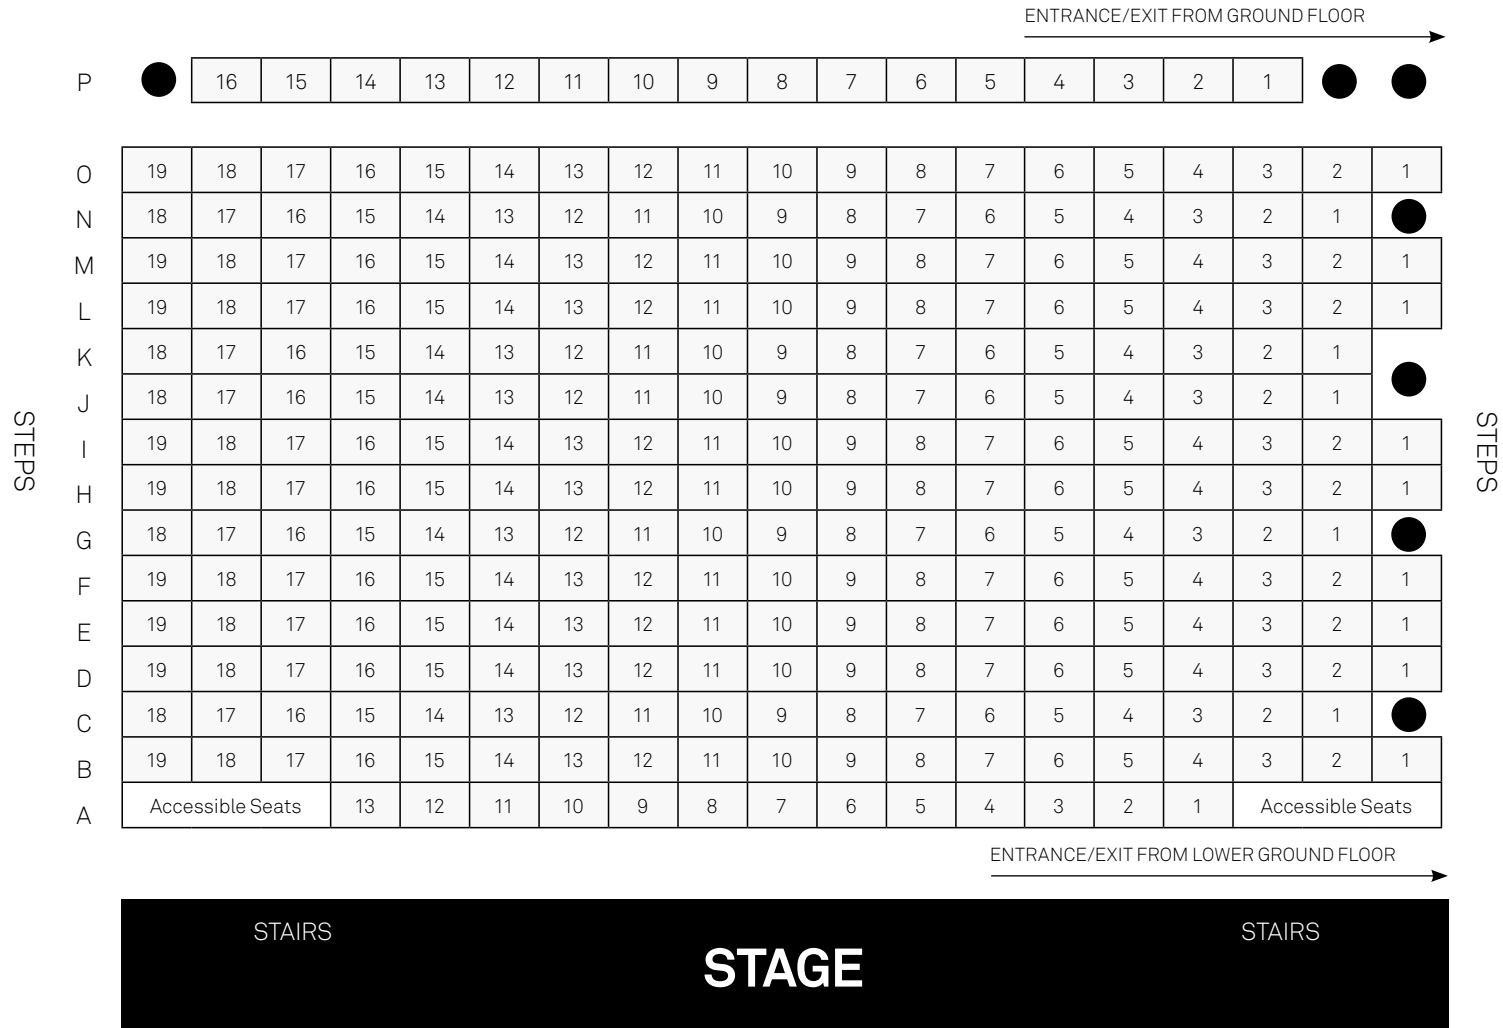 ENTRANCE/EXIT FROM GROUND FLOOR
P 16 15 14 13 12 11 10 9 8 7 6 5 4 3 2 1
O 19 18 17 16 15 14 13 12 11 10 9 8 7 6 5 4 3 2 1
N 18 17 16 15 14 13 12 11 10 9 8 7 6 5 4 3 2 1
M 19 18 17 16 15 14 13 12 11 10 9 8 7 6 5 4 3 2 1
L 19 18 17 16 15 14 13 12 11 10 9 8 7 6 5 4 3 2 1
K 18 17 16 15 14 13 12 11 10 9 8 7 6 5 4 3 2 1
J 18 17 16 15 14 13 12 11 10 9 8 7 6 5 4 3 2 1
STEPS
STEPS
I 19 18 17 16 15 14 13 12 11 10 9 8 7 6 5 4 3 2 1
H 19 18 17 16 15 14 13 12 11 10 9 8 7 6 5 4 3 2 1
G 18 17 16 15 14 13 12 11 10 9 8 7 6 5 4 3 2 1
F 19 18 17 16 15 14 13 12 11 10 9 8 7 6 5 4 3 2 1
E 19 18 17 16 15 14 13 12 11 10 9 8 7 6 5 4 3 2 1
D 19 18 17 16 15 14 13 12 11 10 9 8 7 6 5 4 3 2 1
C 18 17 16 15 14 13 12 11 10 9 8 7 6 5 4 3 2 1
B 19 18 17 16 15 14 13 12 11 10 9 8 7 6 5 4 3 2 1
A Accessible Seats 13 12 11 10 9 8 7 6 5 4 3 2 1 Accessible Seats
ENTRANCE/EXIT FROM LOWER GROUND FLOOR
STAIRS STAIRS
STAGE